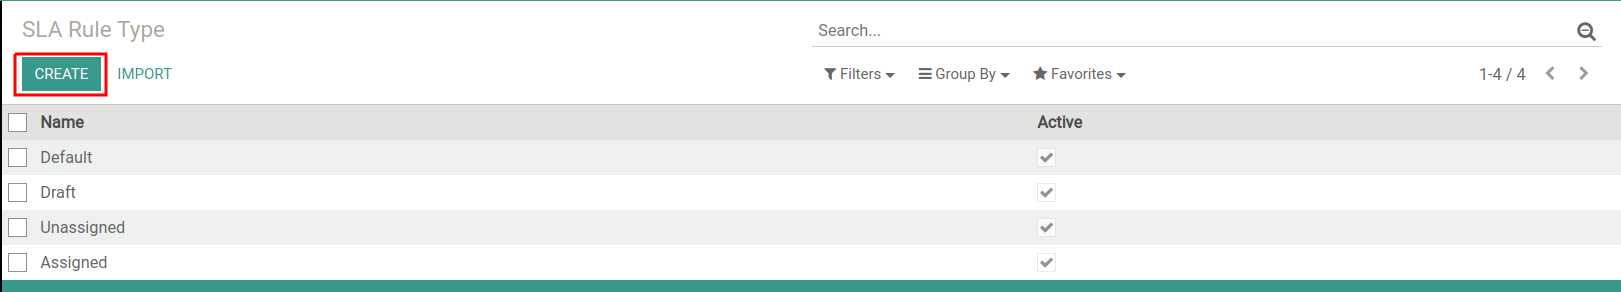 SLA Rule Type
Search...
CREATE IMPORT Filters Group By Favorites 1-4 / 4
Name Active
Default
Draft
Unassigned
Assigned